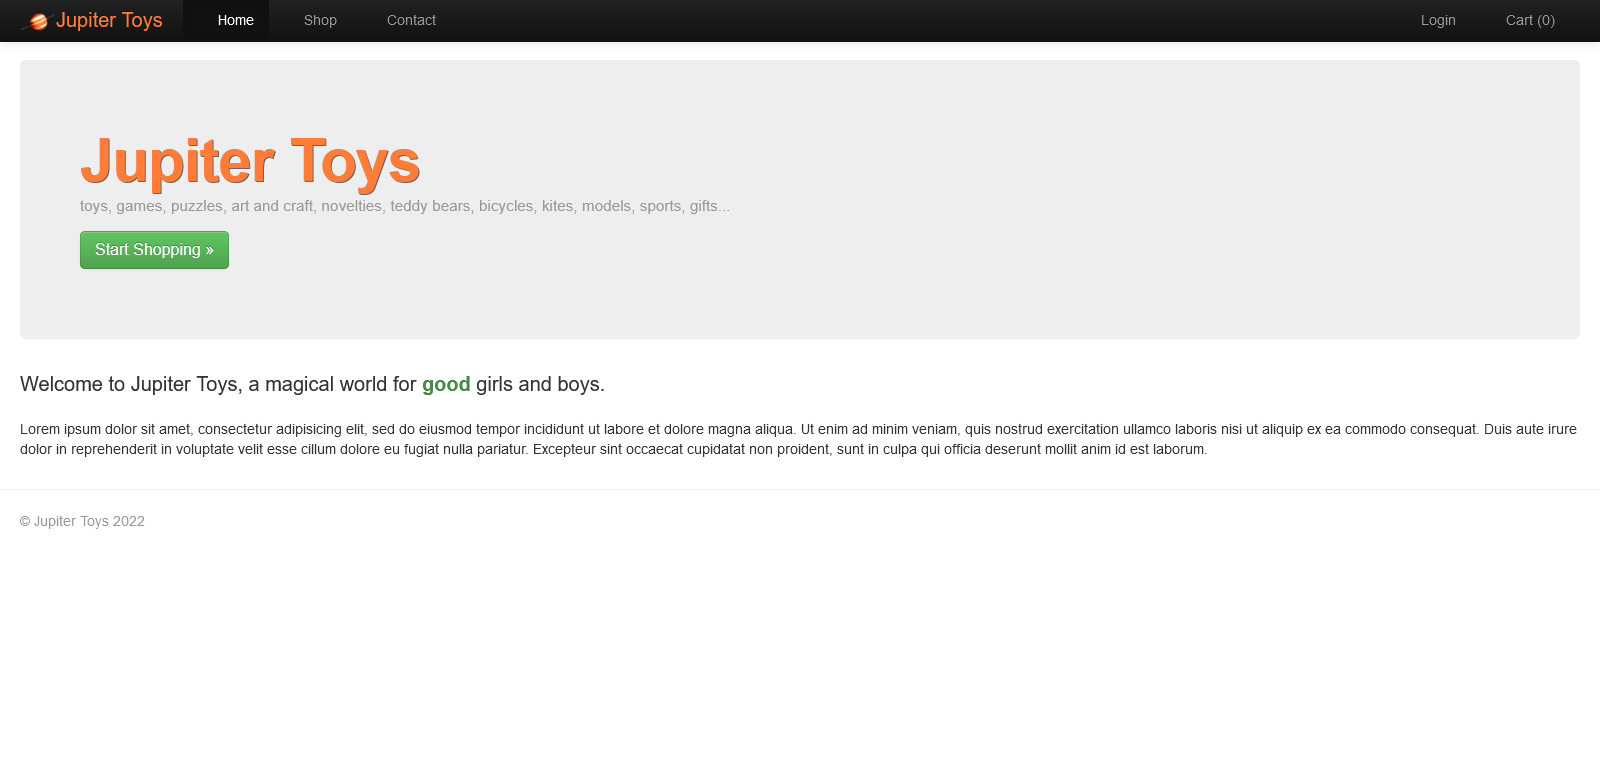 Jupiter Toys
Home
Shop
Contact
Login
Cart (0)
Jupiter Toys
toys, games, puzzles, art and craft, novelties, teddy bears, bicycles, kites, models, sports, gifts...
Start Shopping »
Welcome to Jupiter Toys, a magical world for good girls and boys.
Lorem ipsum dolor sit amet, consectetur adipisicing elit, sed do eiusmod tempor incididunt ut labore et dolore magna aliqua. Ut enim ad minim veniam, quis nostrud exercitation ullamco laboris nisi ut aliquip ex ea commodo consequat. Duis aute irure
dolor in reprehenderit in voluptate velit esse cillum dolore eu fugiat nulla pariatur. Excepteur sint occaecat cupidatat non proident, sunt in culpa qui officia deserunt mollit anim id est laborum.
© Jupiter Toys 2022